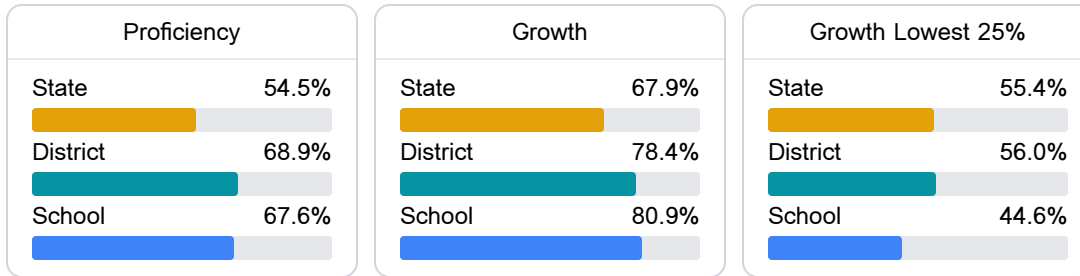 Proficiency
State 54.5%
District 68.9%
School 67.6%
Growth
State 67.9%
District 78.4%
School 80.9%
Growth Lowest 25%
State 55.4%
District 56.0%
School 44.6%